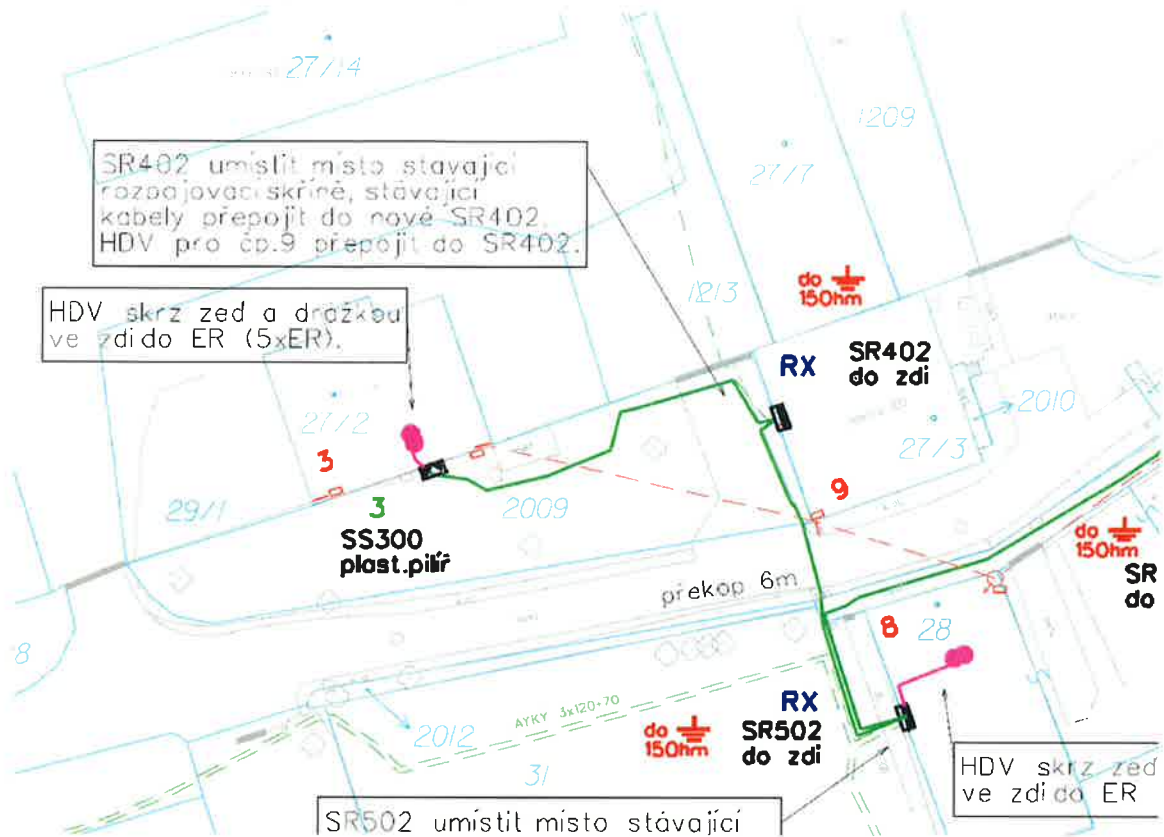 27/14
1209
SR402 umístit místo stávající
rozpojovací skříně, stávající
kabely přepojit do nové SR402.
HDV pro čp.9 přepojit do SR402.
27/7
1213
do
150hm
HDV skrz zeď a drážkou
ve zdi do ER (5xER).
RX
SR402
do zdi
2010
27/2
27/3
3
3
9
29/1
2009
SS300
plast.pilíř
do
150hm
SR
do
překop 6m
8
28
8
RX
SR502
do zdi
do
150hm
AYKY 3x120+70
2012
31
HDV skrz zeď
ve zdi do ER
SR502 umístit místo stávající